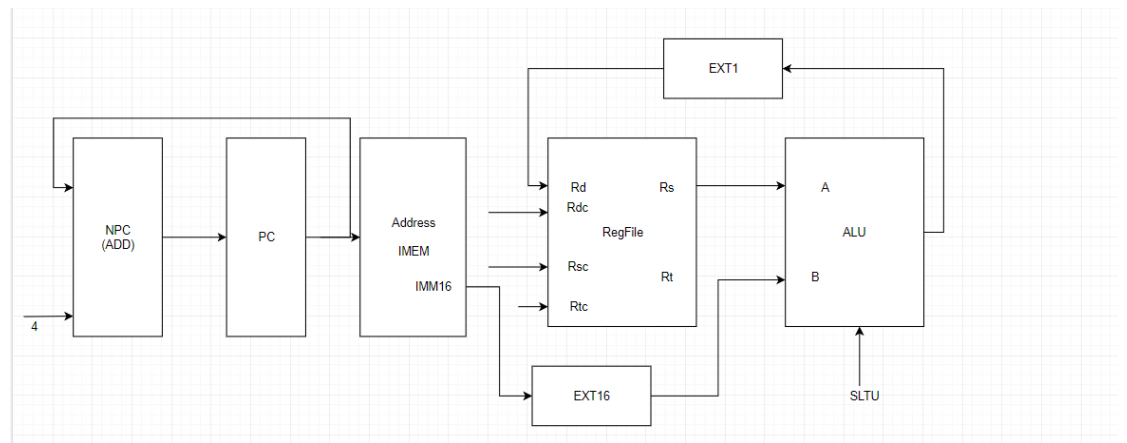 EXT1
NPC
(ADD)
4
PC
Address
IMEM
IMM16
Rd
Rs
Rdc
RegFile
Rsc
Rt
Rtc
A
ALU
B
EXT16
SLTU